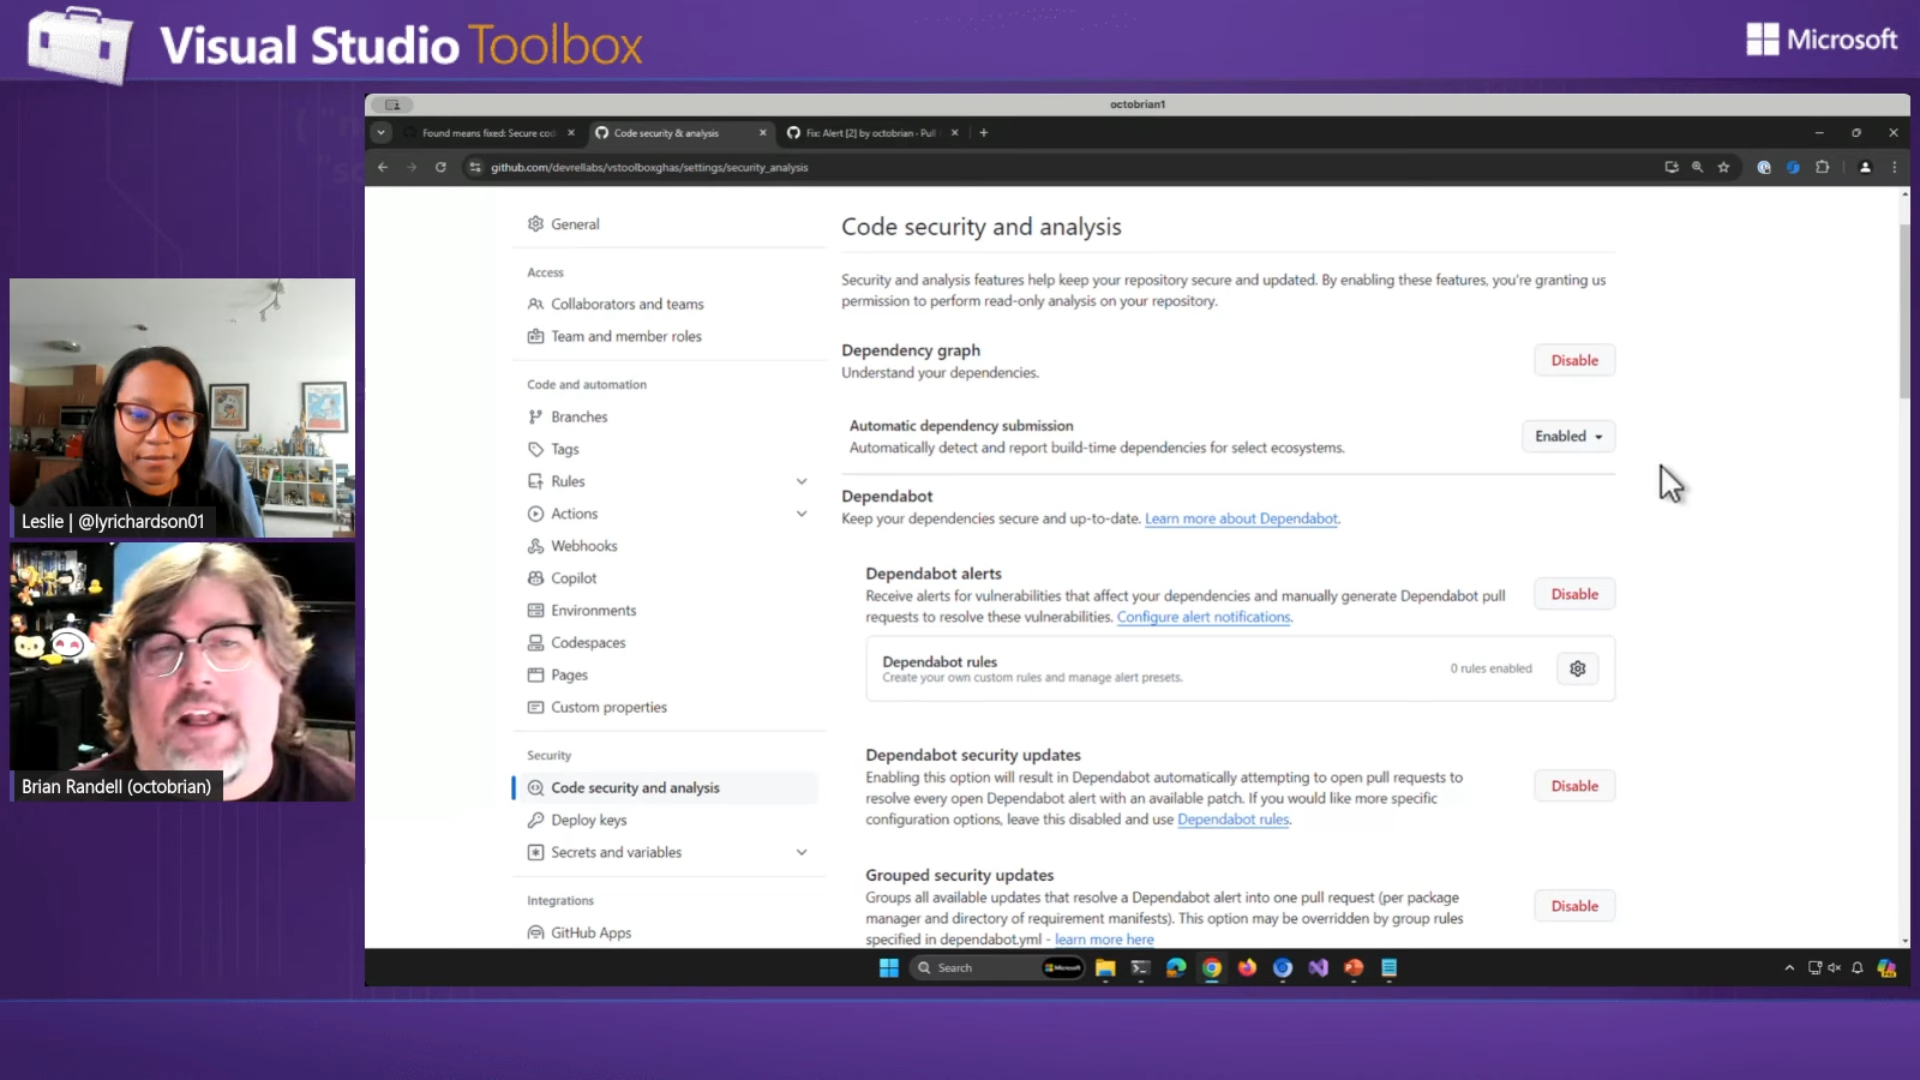 Visual Studio Toolbox
Microsoft
octobrian1
Found means fixed: Secure cod
Code security & analysis
Fix: Alert [2] by octobrian · Pull
github.com/devrellabs/vstoolboxghas/settings/security_analysis
General
Access
Collaborators and teams
Team and member roles
Code and automation
Branches
Tags
Rules
Actions
Webhooks
Copilot
Environments
Codespaces
Pages
Custom properties
Security
Code security and analysis
Deploy keys
Secrets and variables
Integrations
GitHub Apps
Code security and analysis
Security and analysis features help keep your repository secure and updated. By enabling these features, you're granting us
permission to perform read-only analysis on your repository.
Dependency graph
Understand your dependencies.
Disable
Automatic dependency submission
Automatically detect and report build-time dependencies for select ecosystems.
Enabled
Dependabot
Keep your dependencies secure and up-to-date. Learn more about Dependabot.
Dependabot alerts
Receive alerts for vulnerabilities that affect your dependencies and manually generate Dependabot pull
requests to resolve these vulnerabilities. Configure alert notifications.
Disable
Dependabot rules
Create your own custom rules and manage alert presets.
0 rules enabled
Dependabot security updates
Enabling this option will result in Dependabot automatically attempting to open pull requests to
resolve every open Dependabot alert with an available patch. If you would like more specific
configuration options, leave this disabled and use Dependabot rules.
Disable
Grouped security updates
Groups all available updates that resolve a Dependabot alert into one pull request (per package
manager and directory of requirement manifests). This option may be overridden by group rules
specified in dependabot.yml - learn more here
Disable
Leslie | @lyrichardson01
Brian Randell (octobrian)
Search
Microsoft